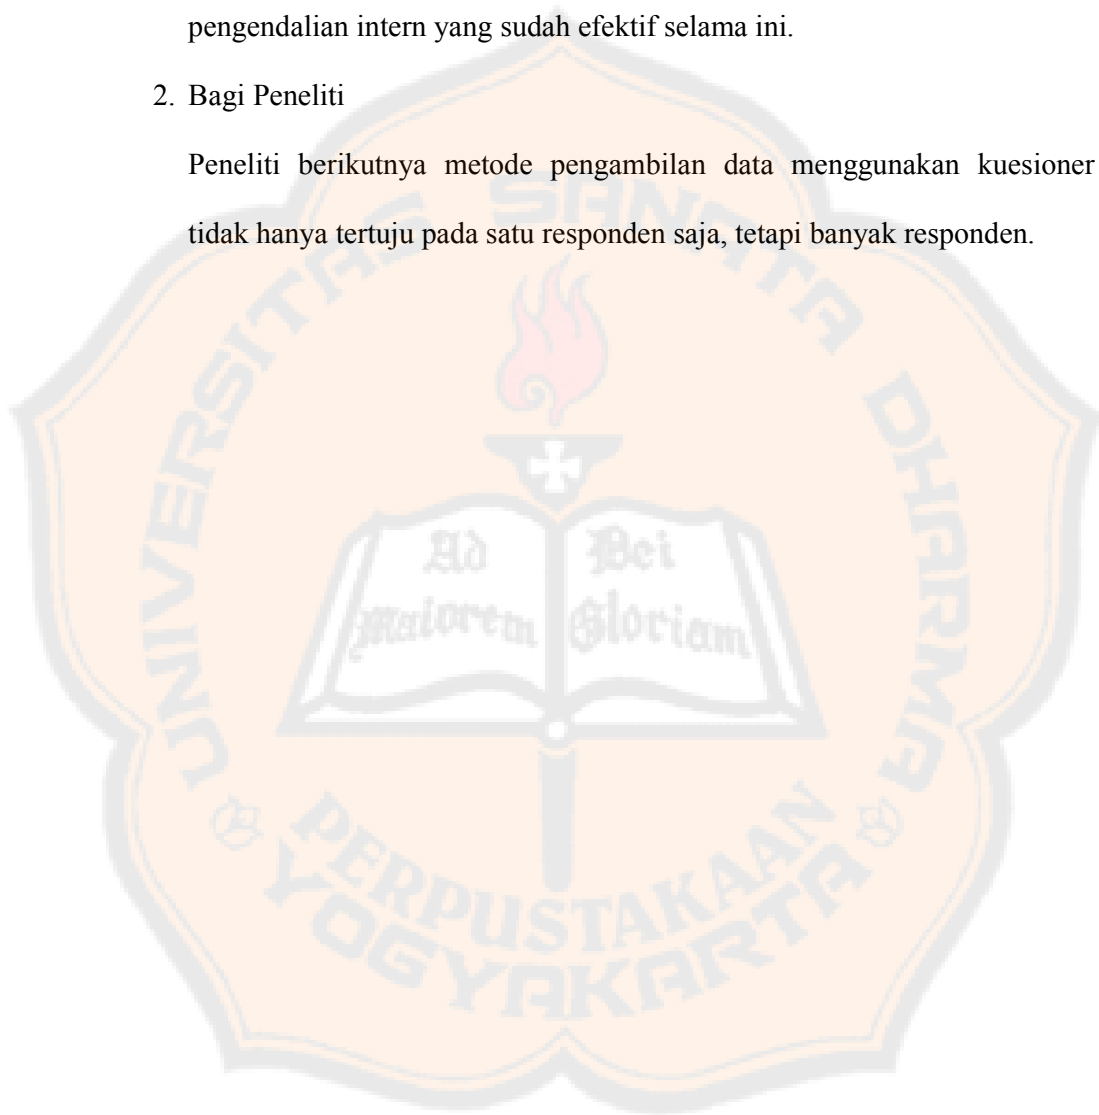 pengendalian intern yang sudah efektif selama ini.
2. Bagi Peneliti
Peneliti berikutnya metode pengambilan data menggunakan kuesioner
tidak hanya tertuju pada satu responden saja, tetapi banyak responden.
UNIVERSITAS SANATA DHARMA
Ad Dei
Maiorem Gloriam
PERPUSTAKAAN
YOGYAKARTA